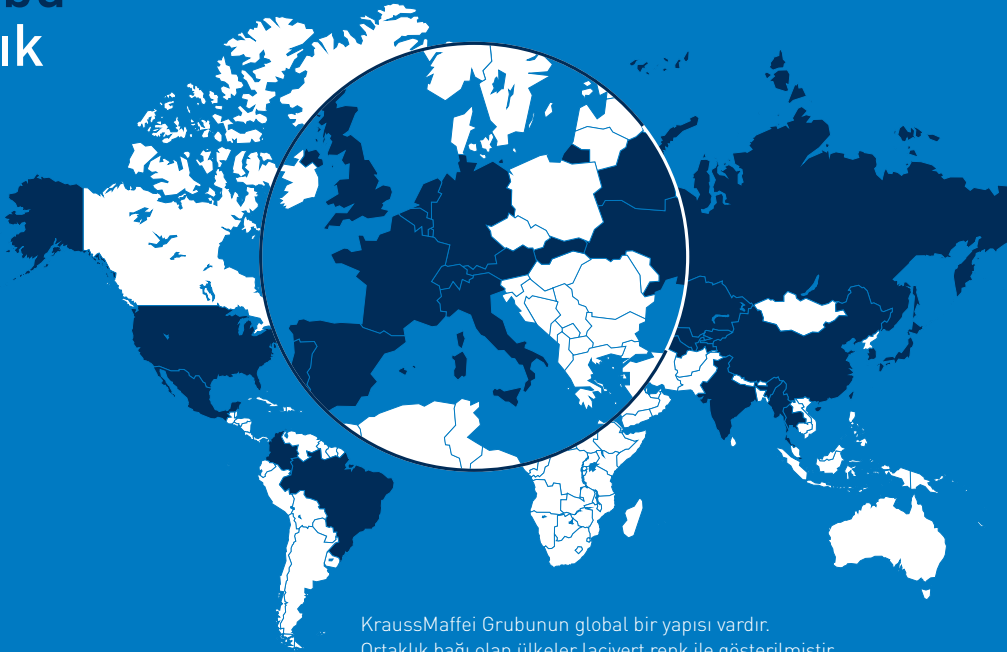 ık
KraussMaffei Grubunun global bir yapısı vardır.
Ortaklık bağı olan ülkeler lacivert renk ile gösterilmiştir.